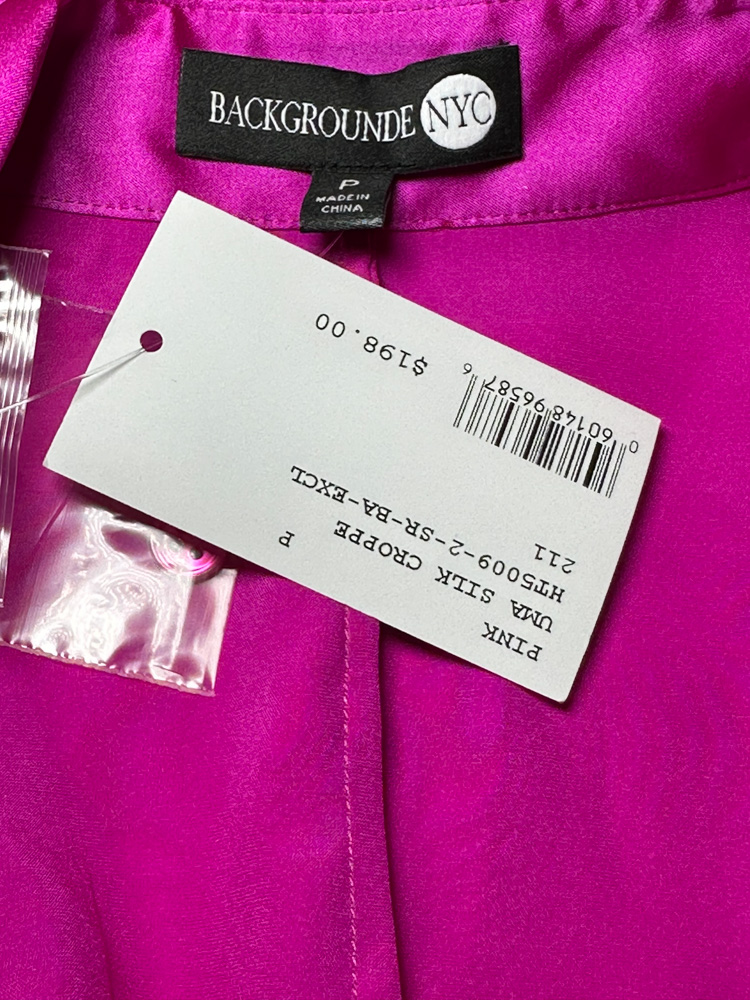 BACKGROUNDE NYC
P
MADE IN
CHINA
211
HT5009-2-SR-BA-EXCL
UMA SILK CROPPE
PINK
P
0 60148 96587 6
$198.00